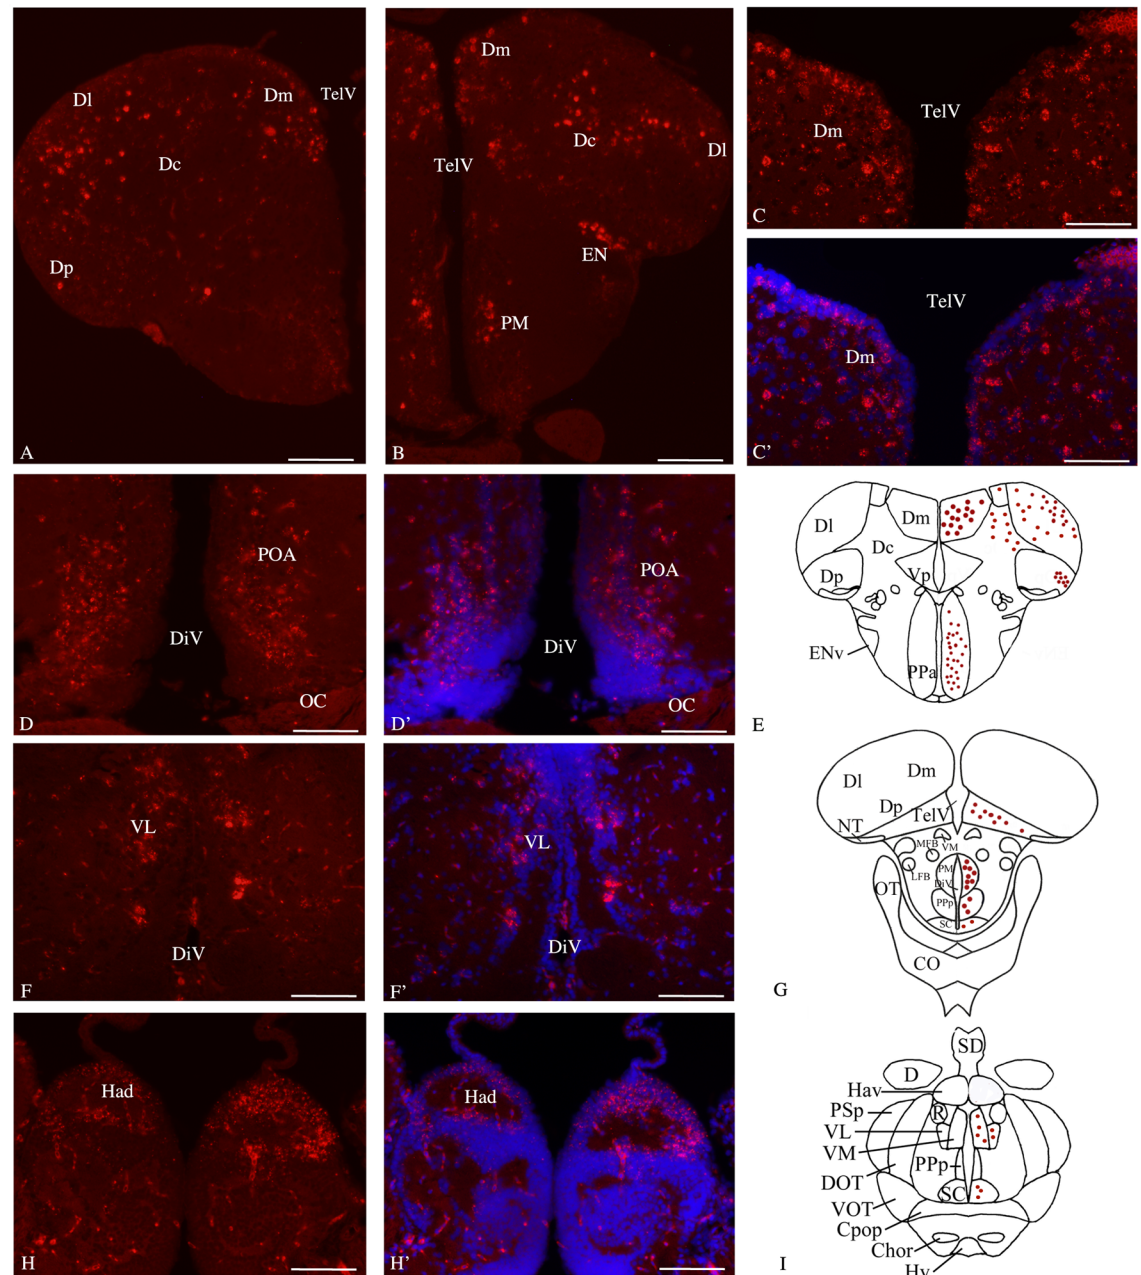 Dl
Dm
TelV
Dc
Dp
A
Dm
Dc
TelV
Dl
EN
PM
B
TelV
Dm
C
TelV
Dm
C’
POA
DiV
OC
D
POA
DiV
OC
D’
Dl
Dm
Dc
Dp
Vp
ENv
PPa
E
VL
DiV
F
VL
DiV
F’
Dl
Dm
Dp
TelV
NT
MFB
VM
PM
LFB
DiV
OT
PPp
SC
CO
G
Had
H
Had
H’
SD
D
Hav
PSp
R
VL
VM
PPp
DOT
SC
VOT
Cpop
Chor
Hv
I